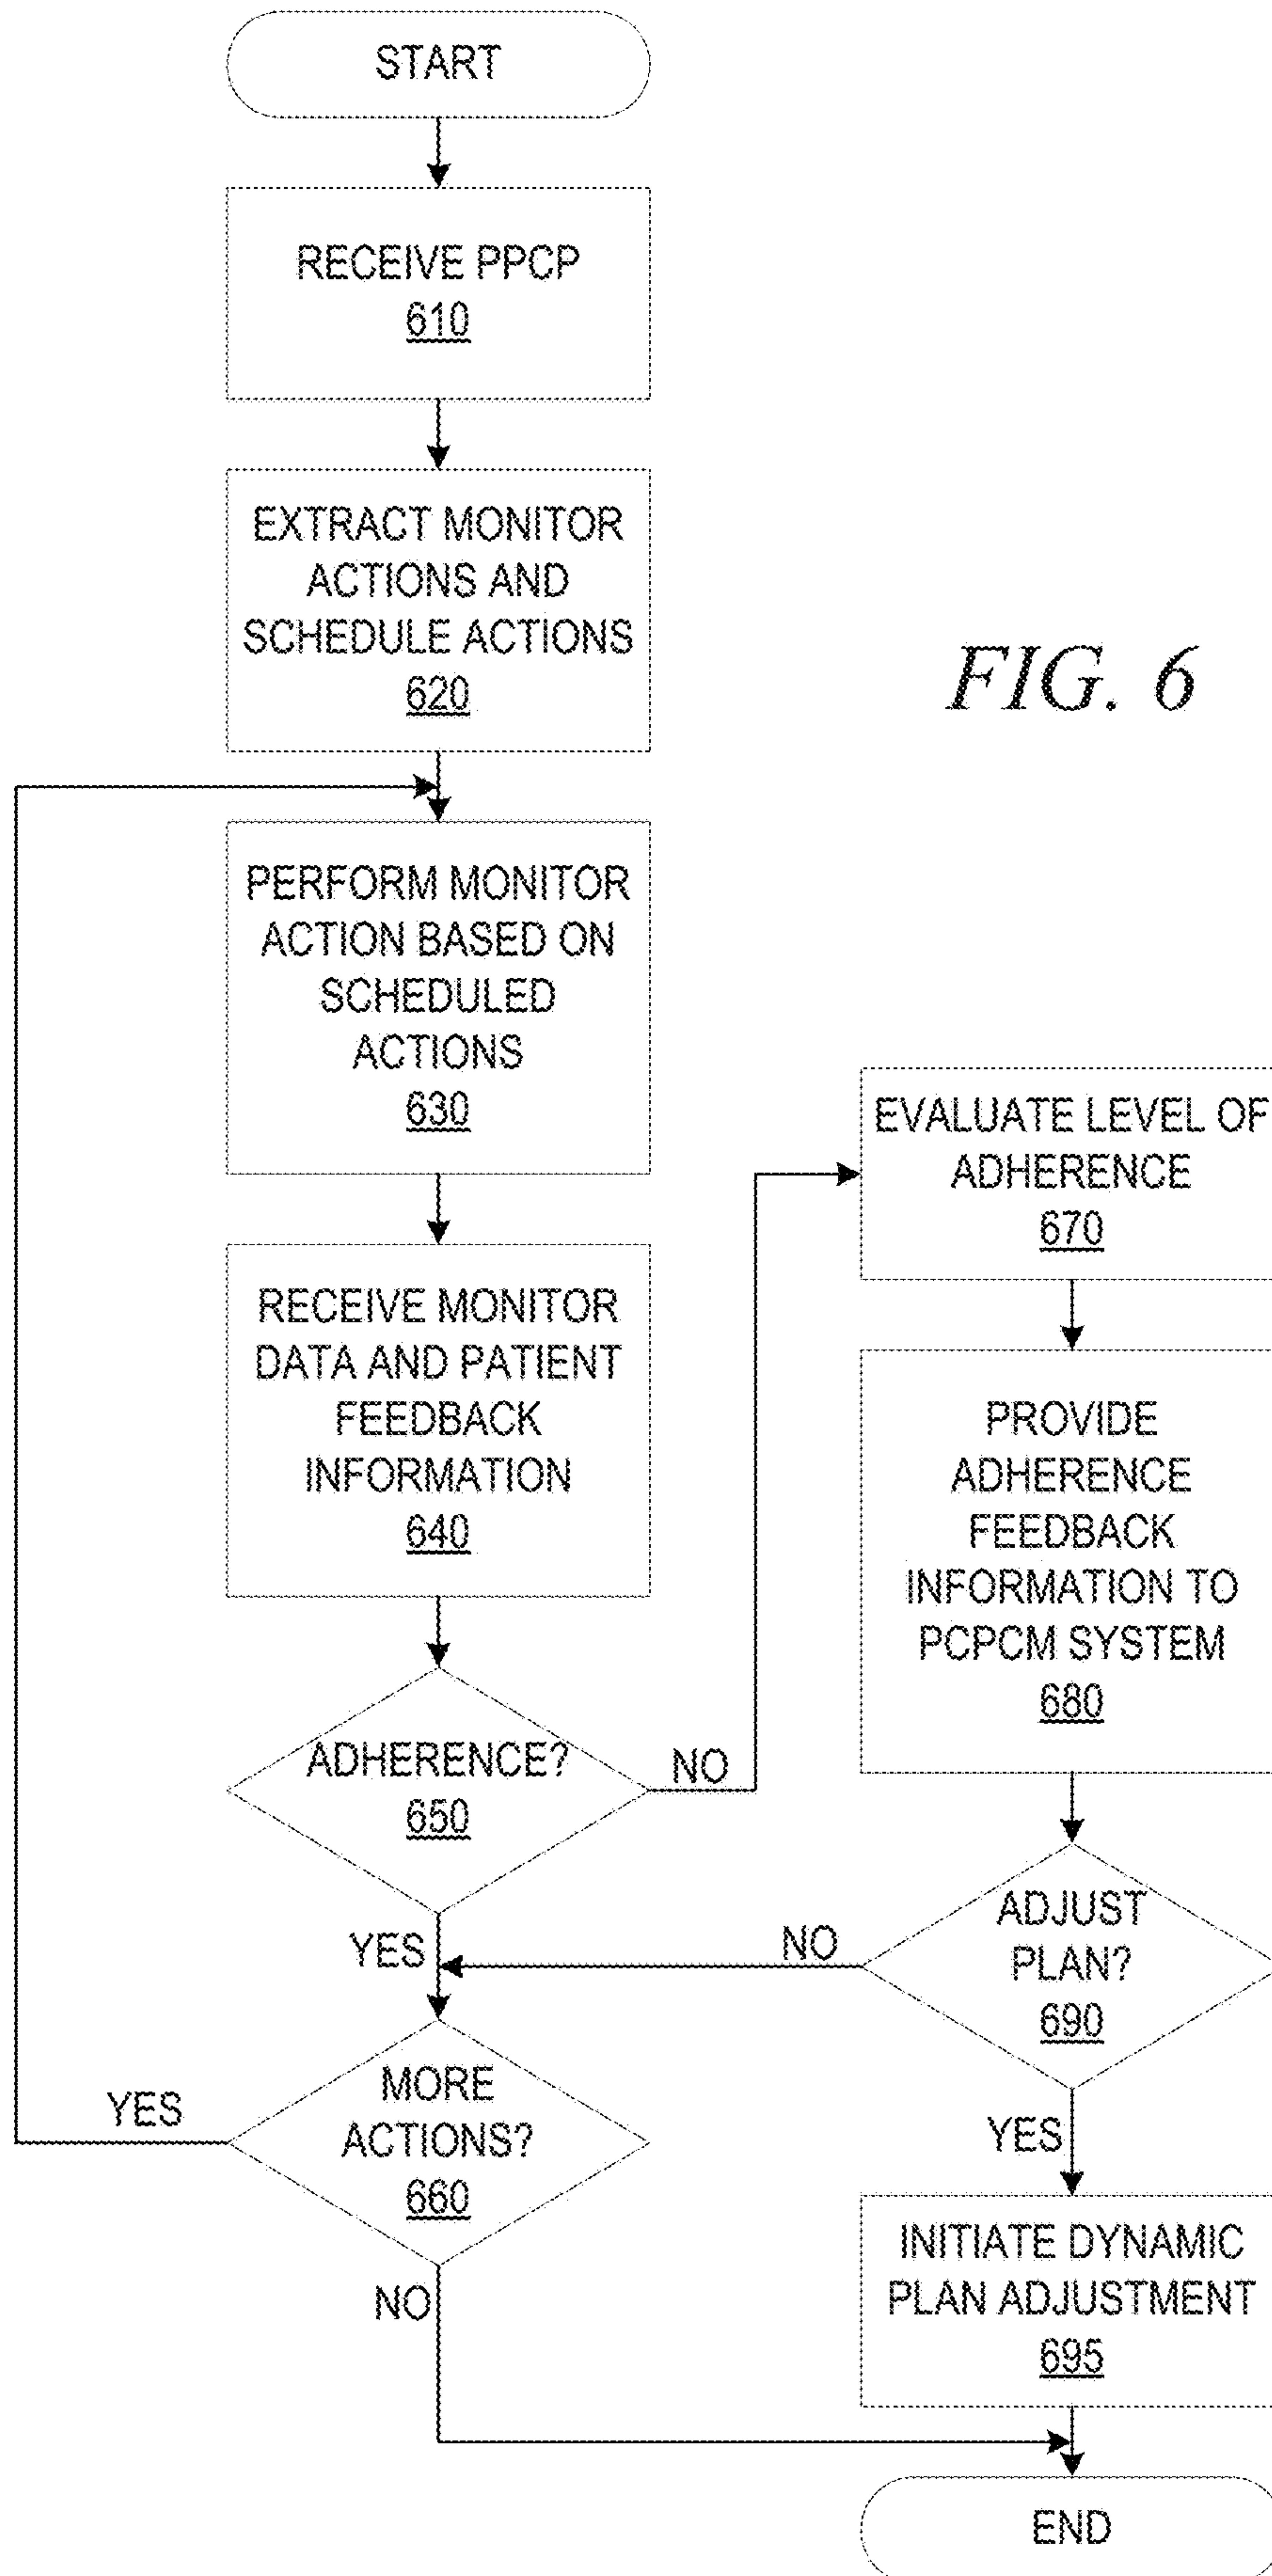 START
RECEIVE PPCP
610
EXTRACT MONITOR
ACTIONS AND
SCHEDULE ACTIONS
620
FIG. 6
PERFORM MONITOR
ACTION BASED ON
SCHEDULED
ACTIONS
630
RECEIVE MONITOR
DATA AND PATIENT
FEEDBACK
INFORMATION
640
ADHERENCE?
650
NO
YES
MORE
ACTIONS?
660
YES
NO
EVALUATE LEVEL OF
ADHERENCE
670
PROVIDE
ADHERENCE
FEEDBACK
INFORMATION TO
PCPCM SYSTEM
680
ADJUST
PLAN?
690
NO
YES
INITIATE DYNAMIC
PLAN ADJUSTMENT
695
END